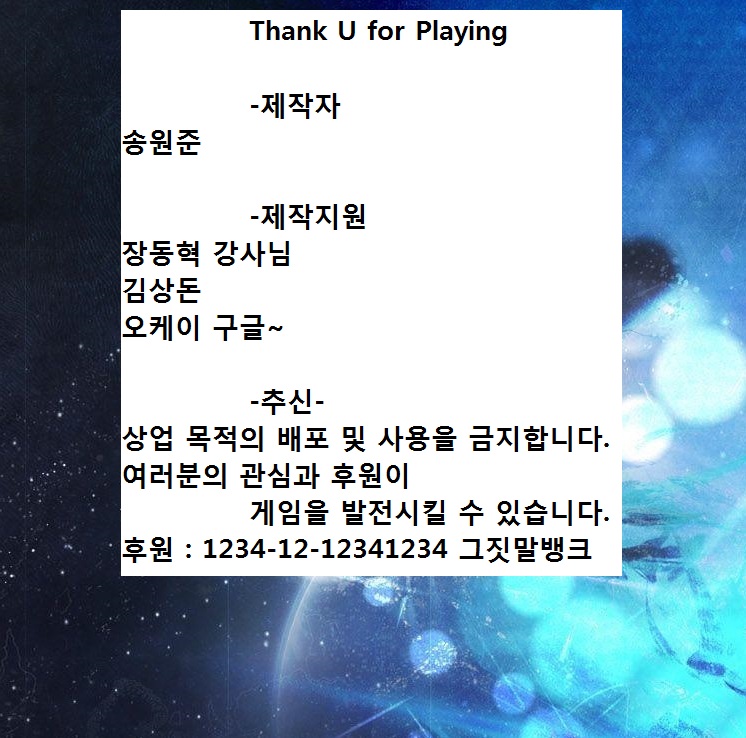 Thank U for Playing
-제작자
송원준
-제작지원
장동혁 강사님
김상돈
오케이 구글~
-추신-
상업 목적의 배포 및 사용을 금지합니다.
여러분의 관심과 후원이
게임을 발전시킬 수 있습니다.
후원 : 1234-12-12341234 그짓말뱅크